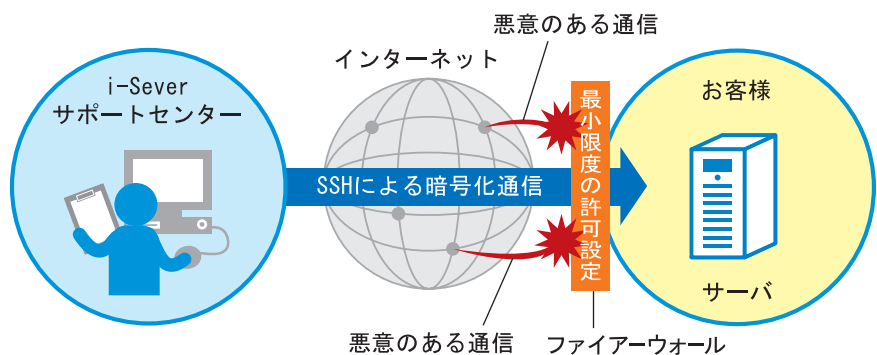 悪意のある通信
インターネット
i-Sever
サポートセンター
お客様
最小限度の許可設定
SSHによる暗号化通信
サーバ
悪意のある通信
ファイアーウォール